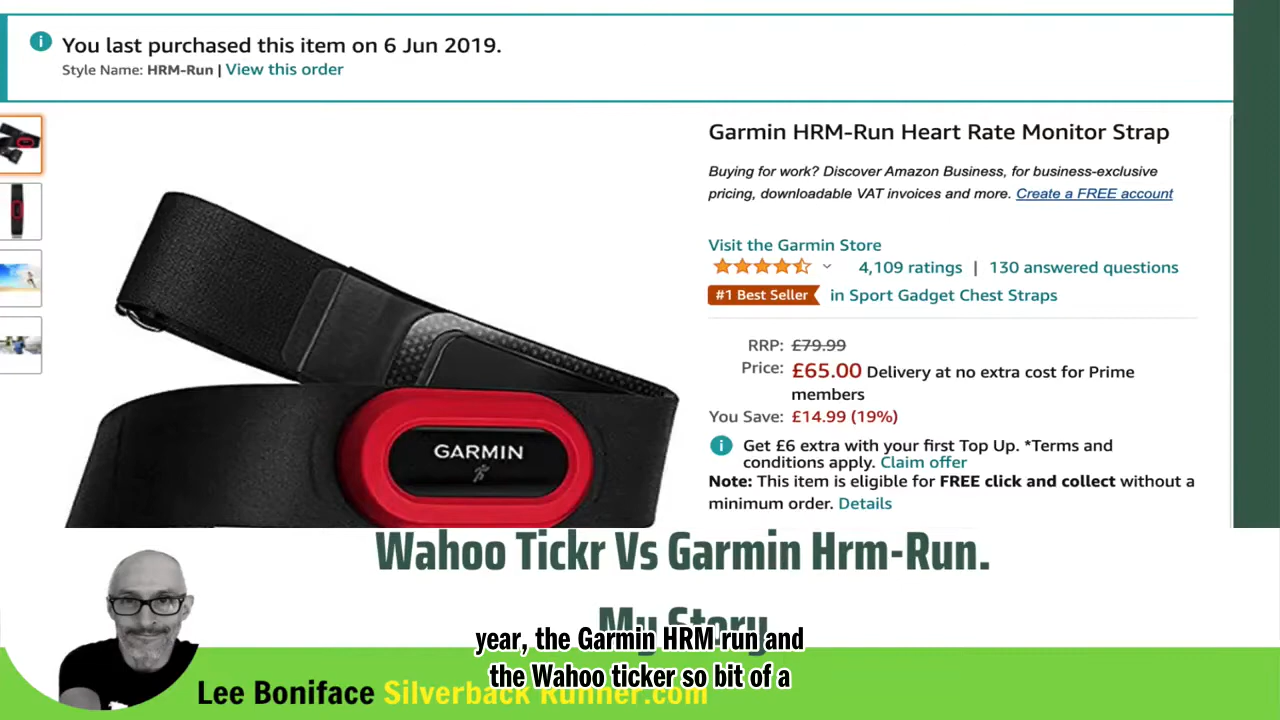 You last purchased this item on 6 Jun 2019.
Style Name: HRM-Run | View this order
Garmin HRM-Run Heart Rate Monitor Strap
Buying for work? Discover Amazon Business, for business-exclusive
pricing, downloadable VAT invoices and more. Create a FREE account
Visit the Garmin Store
4,109 ratings | 130 answered questions
#1 Best Seller in Sport Gadget Chest Straps
RRP: £79.99
Price: £65.00 Delivery at no extra cost for Prime
members
You Save: £14.99 (19%)
Get £6 extra with your first Top Up. *Terms and
conditions apply. Claim offer
Note: This item is eligible for FREE click and collect without a
minimum order. Details
GARMIN
Wahoo Tickr Vs Garmin Hrm-Run.
My Story
year, the Garmin HRM run and
the Wahoo ticker so bit of a
Lee Boniface Silverback Runner.com